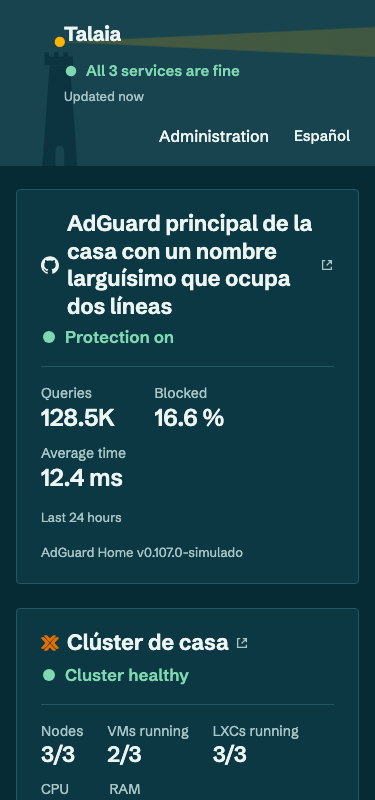 Talaia
All 3 services are fine
Updated now
Administration Español
AdGuard principal de la
casa con un nombre
larguísimo que ocupa
dos líneas
Protection on
Queries Blocked
128.5K 16.6 %
Average time
12.4 ms
Last 24 hours
AdGuard Home v0.107.0-simulado
Clúster de casa
Cluster healthy
Nodes VMs running LXCs running
3/3 2/3 3/3
CPU RAM